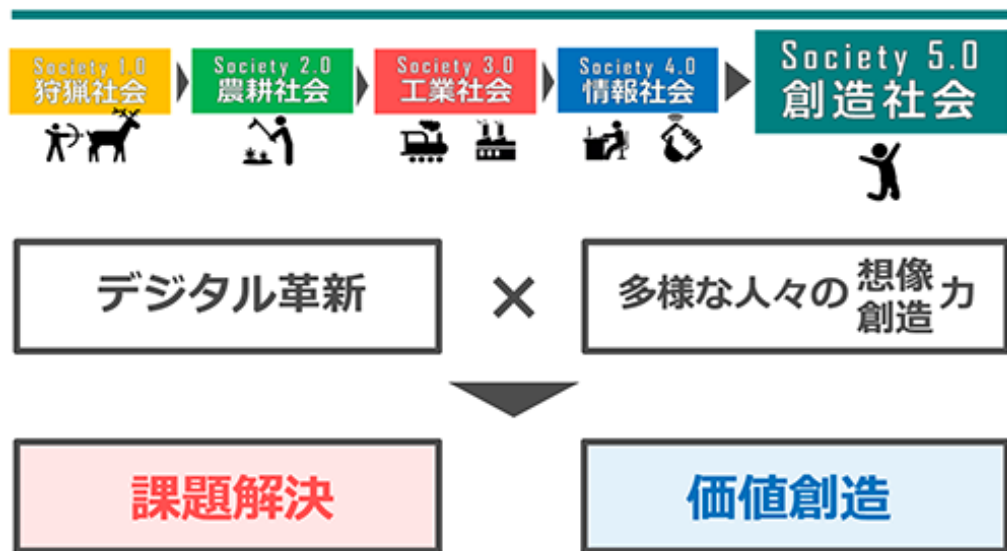 Society 1.0
狩猟社会
Society 2.0
農耕社会
Society 3.0
工業社会
Society 4.0
情報社会
Society 5.0
創造社会
デジタル革新
×
多様な人々の想像力
創造
課題解決
価値創造